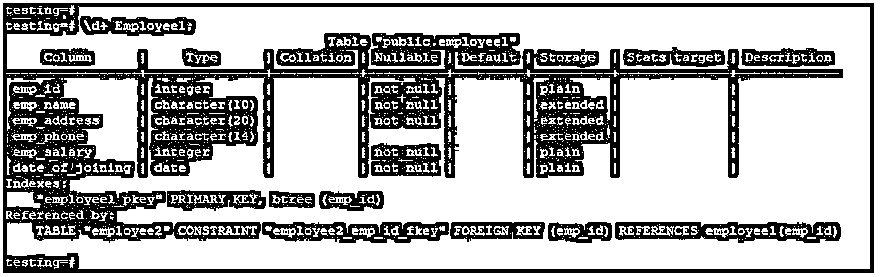 testing=#
testing=# \d+ Employee1;
Table "public.employee1"
Column | Type | Collation | Nullable | Default | Storage | Stats target | Description
emp_id | integer | | not null | | plain | |
emp_name | character(10) | | not null | | extended | |
emp_address | character(20) | | not null | | extended | |
emp_phone | character(14) | | | | extended | |
emp_salary | integer | | not null | | plain | |
date_of_joining | date | | not null | | plain | |
Indexes:
"employee1_pkey" PRIMARY KEY, btree (emp_id)
Referenced by:
TABLE "employee2" CONSTRAINT "employee2_emp_id_fkey" FOREIGN KEY (emp_id) REFERENCES employee1(emp_id)
testing=#